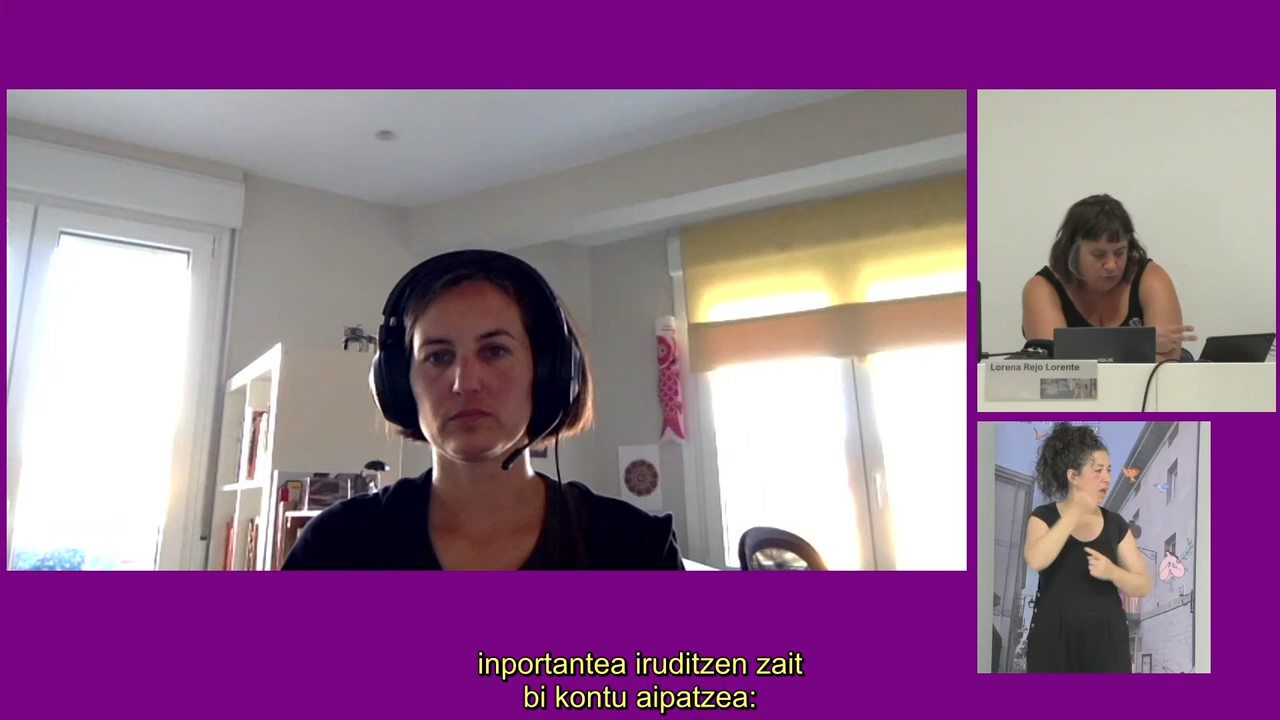 Lorena Rejo Lorente
inportantea iruditzen zait
bi kontu aipatzea: